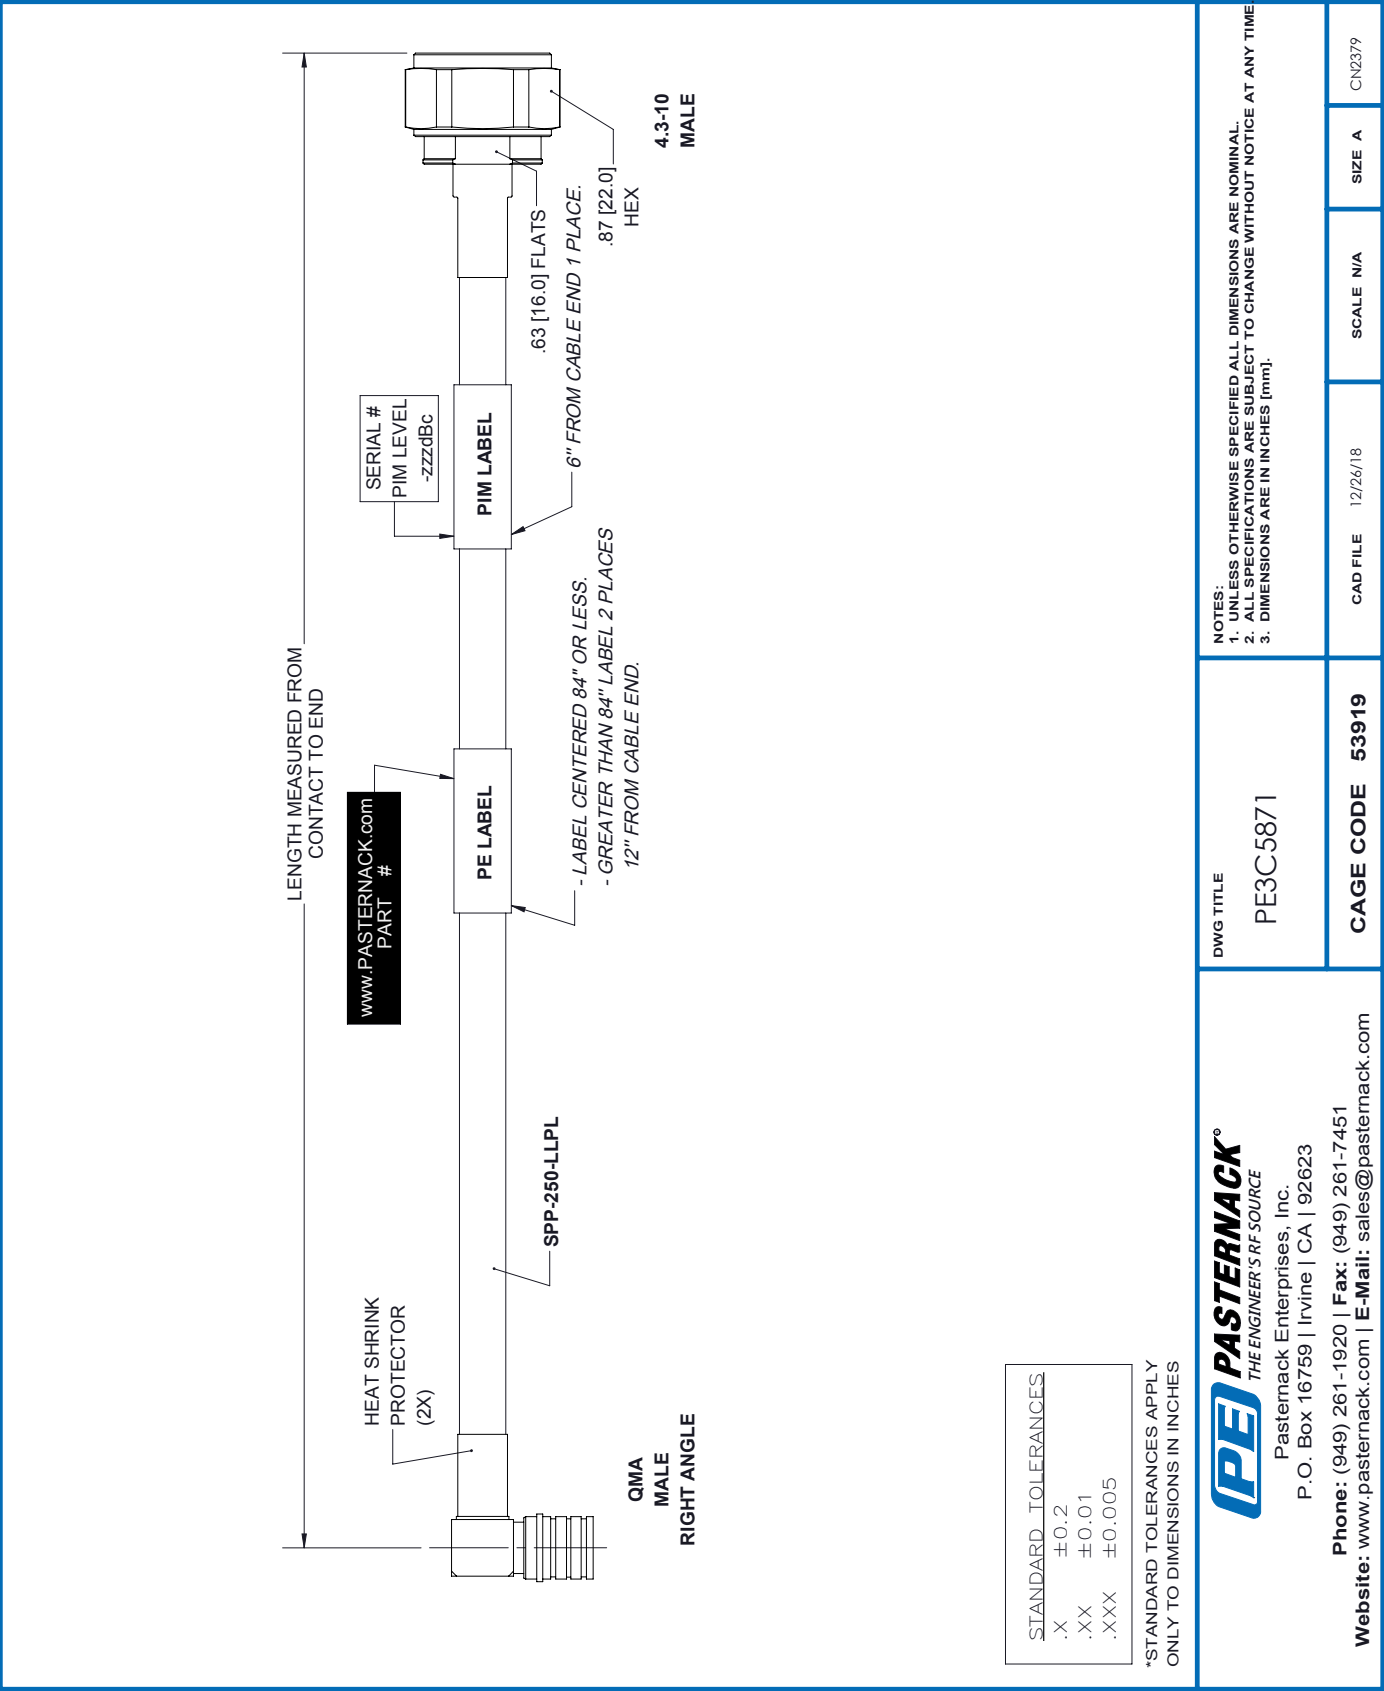 LENGTH MEASURED FROM
CONTACT TO END
HEAT SHRINK
PROTECTOR
(2X)
www.PASTERNACK.com
PART #
SERIAL #
PIM LEVEL
-zzzdBc
PE LABEL
PIM LABEL
SPP-250-LLPL
- LABEL CENTERED 84" OR LESS.
- GREATER THAN 84" LABEL 2 PLACES
12" FROM CABLE END.
6" FROM CABLE END 1 PLACE.
.63 [16.0] FLATS
.87 [22.0]
HEX
QMA
MALE
RIGHT ANGLE
4.3-10
MALE
STANDARD TOLERANCES
.X ±0.2
.XX ±0.01
.XXX ±0.005
*STANDARD TOLERANCES APPLY
ONLY TO DIMENSIONS IN INCHES
PE PASTERNACK®
THE ENGINEER'S RF SOURCE
Pasternack Enterprises, Inc.
P.O. Box 16759 | Irvine | CA | 92623
Phone: (949) 261-1920 | Fax: (949) 261-7451
Website: www.pasternack.com | E-Mail: sales@pasternack.com
DWG TITLE
PE3C5871
CAGE CODE 53919
NOTES:
1. UNLESS OTHERWISE SPECIFIED ALL DIMENSIONS ARE NOMINAL.
2. ALL SPECIFICATIONS ARE SUBJECT TO CHANGE WITHOUT NOTICE AT ANY TIME.
3. DIMENSIONS ARE IN INCHES [mm].
CAD FILE 12/26/18
SCALE N/A
SIZE A
CN2379